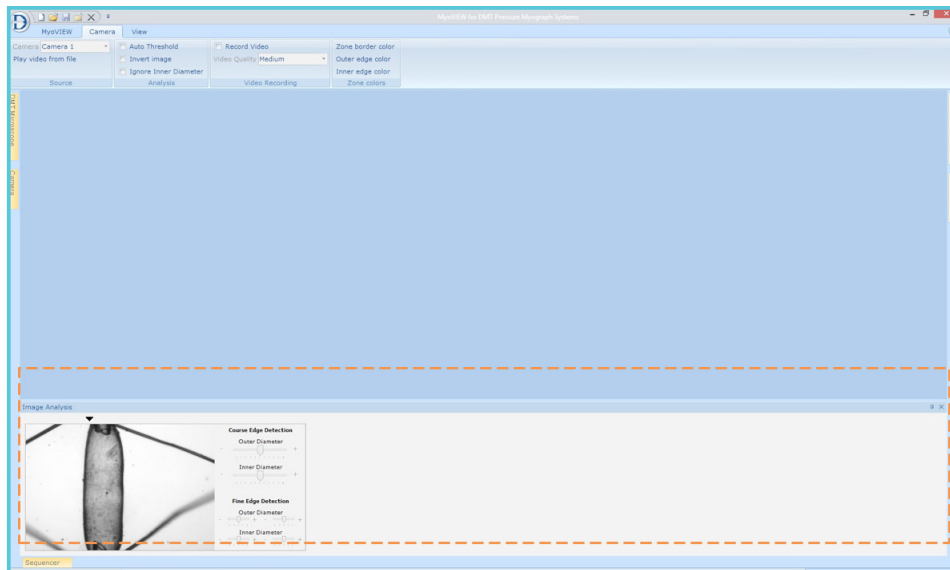 MyoVIEW for DMT Pressure Myograph Systems
MyoVIEW Camera View
Camera Camera 1
Play video from file
Source
Auto Threshold
Invert image
Ignore Inner Diameter
Analysis
Record Video
Video Quality Medium
Video Recording
Zone border color
Outer edge color
Inner edge color
Zone colors
Camera
Image Analysis
Course Edge Detection
Outer Diameter
- +
Inner Diameter
- +
Fine Edge Detection
Outer Diameter
- + - +
Inner Diameter
- + - +
Sequencer